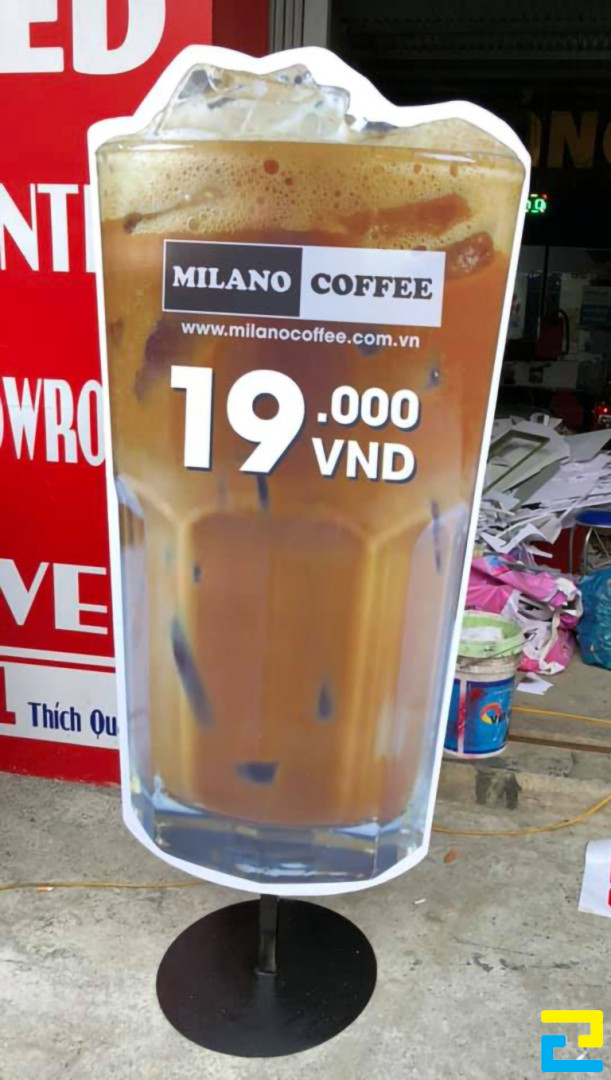 ED
MILANO COFFEE
www.milanocoffee.com.vn
19.000
VND
NTI
OWRO
VE
Thích Qu